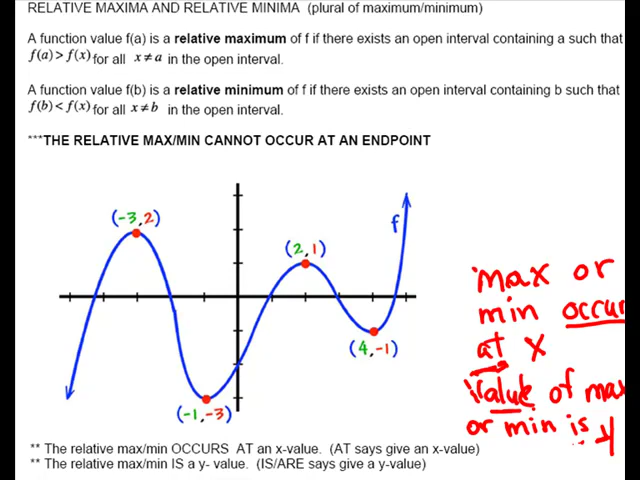 RELATIVE MAXIMA AND RELATIVE MINIMA (plural of maximum/minimum)
A function value f(a) is a relative maximum of f if there exists an open interval containing a such that
f(a) > f(x) for all x ≠ a in the open interval.
A function value f(b) is a relative minimum of f if there exists an open interval containing b such that
f(b) < f(x) for all x ≠ b in the open interval.
***THE RELATIVE MAX/MIN CANNOT OCCUR AT AN ENDPOINT
(-3,2)
f
(2,1)
max or
min occur
at x
(4,-1)
value of max
or min is y
(-1,-3)
** The relative max/min OCCURS AT an x-value. (AT says give an x-value)
** The relative max/min IS a y- value. (IS/ARE says give a y-value)